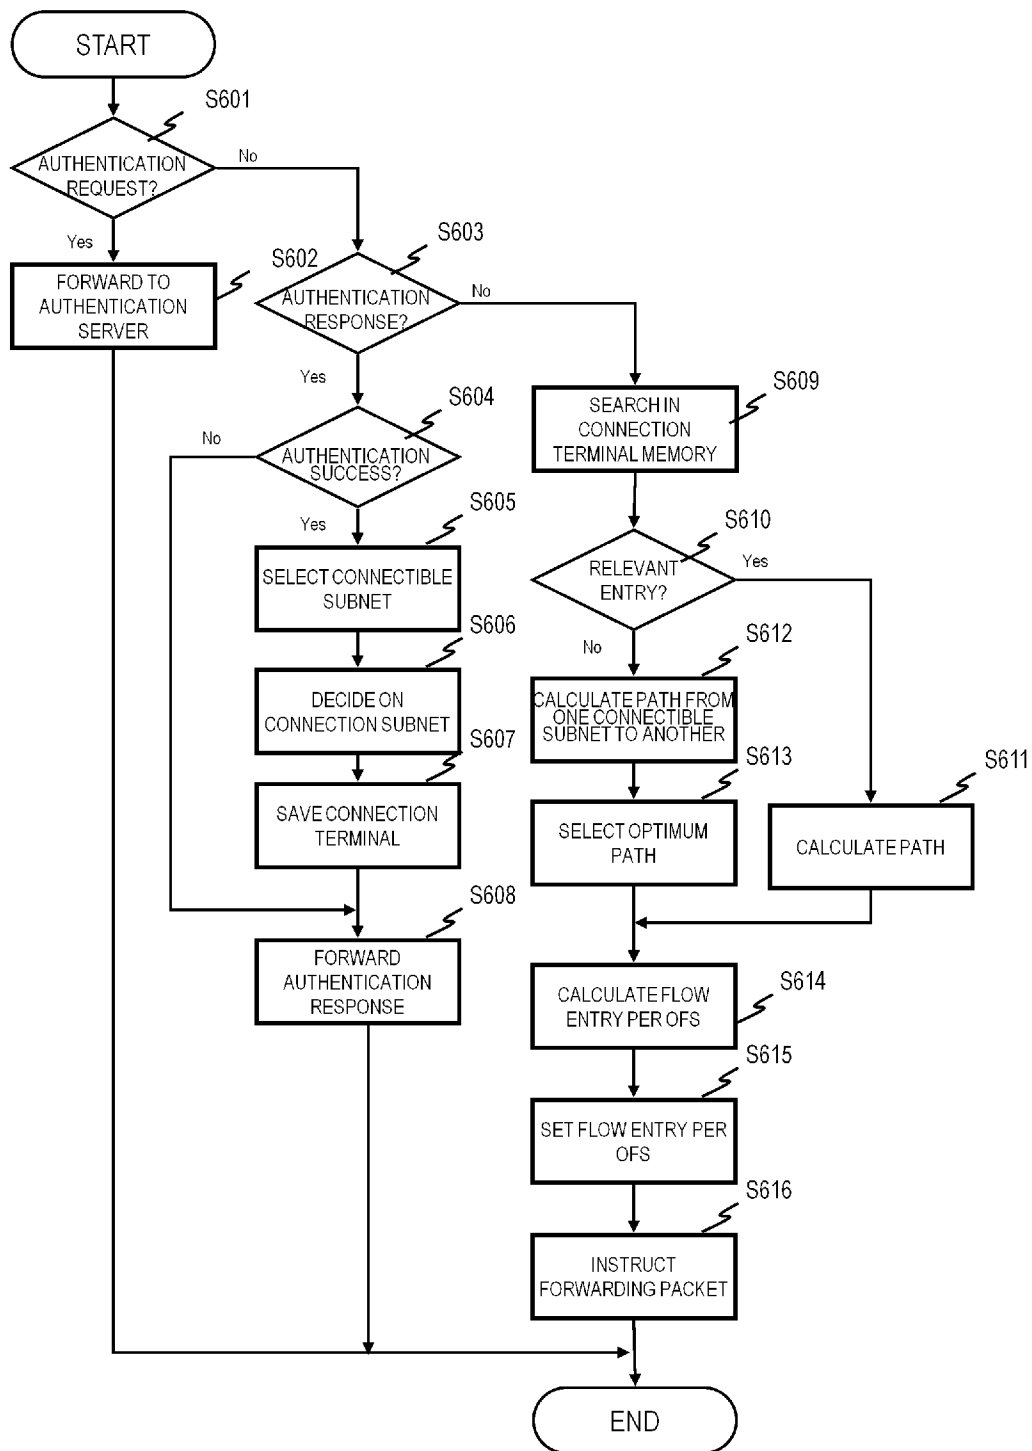 START
S601
AUTHENTICATION
REQUEST?
No
Yes
S602
FORWARD TO
AUTHENTICATION
SERVER
S603
AUTHENTICATION
RESPONSE?
No
Yes
S604
AUTHENTICATION
SUCCESS?
No
Yes
S605
SELECT CONNECTIBLE
SUBNET
S606
DECIDE ON
CONNECTION SUBNET
S607
SAVE CONNECTION
TERMINAL
S608
FORWARD
AUTHENTICATION
RESPONSE
S609
SEARCH IN
CONNECTION
TERMINAL MEMORY
S610
RELEVANT
ENTRY?
Yes
No
S612
CALCULATE PATH FROM
ONE CONNECTIBLE
SUBNET TO ANOTHER
S613
SELECT OPTIMUM
PATH
S611
CALCULATE PATH
S614
CALCULATE FLOW
ENTRY PER OFS
S615
SET FLOW ENTRY PER
OFS
S616
INSTRUCT
FORWARDING PACKET
END